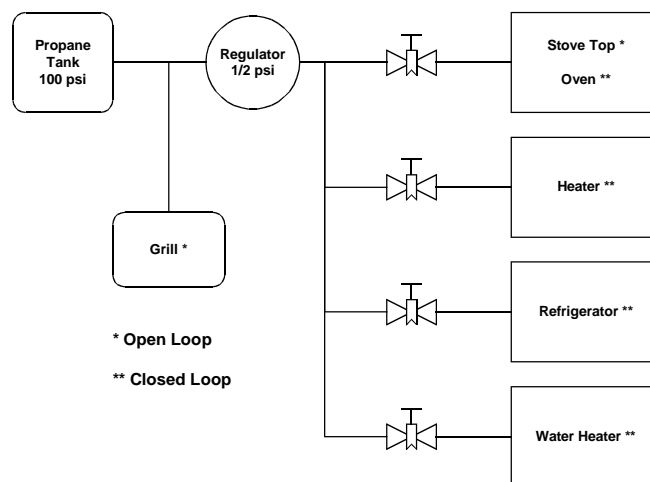 Propane
Tank
100 psi
Regulator
1/2 psi
Stove Top *
Oven **
Heater **
Grill *
Refrigerator **
* Open Loop
** Closed Loop
Water Heater **